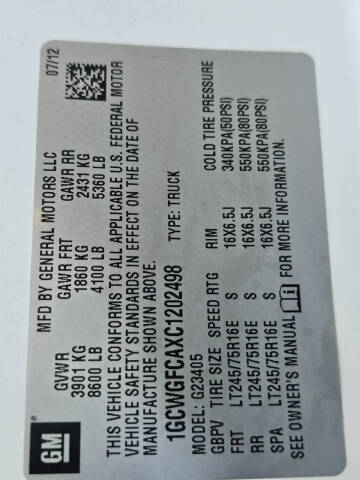 GM
MFD BY GENERAL MOTORS LLC
07/12
GVWR GAWR FRT GAWR RR
3901 KG 1860 KG 2431 KG
8600 LB 4100 LB 5360 LB
THIS VEHICLE CONFORMS TO ALL APPLICABLE U.S. FEDERAL MOTOR
VEHICLE SAFETY STANDARDS IN EFFECT ON THE DATE OF
MANUFACTURE SHOWN ABOVE.
1GCWGFCAXC1202498 TYPE: TRUCK
MODEL: G23405
GBPV TIRE SIZE SPEED RTG RIM COLD TIRE PRESSURE
FRT LT245/75R16E S 16X6.5J 340KPA(50PSI)
RR LT245/75R16E S 16X6.5J 550KPA(80PSI)
SPA LT245/75R16E S 16X6.5J 550KPA(80PSI)
SEE OWNER'S MANUAL FOR MORE INFORMATION.